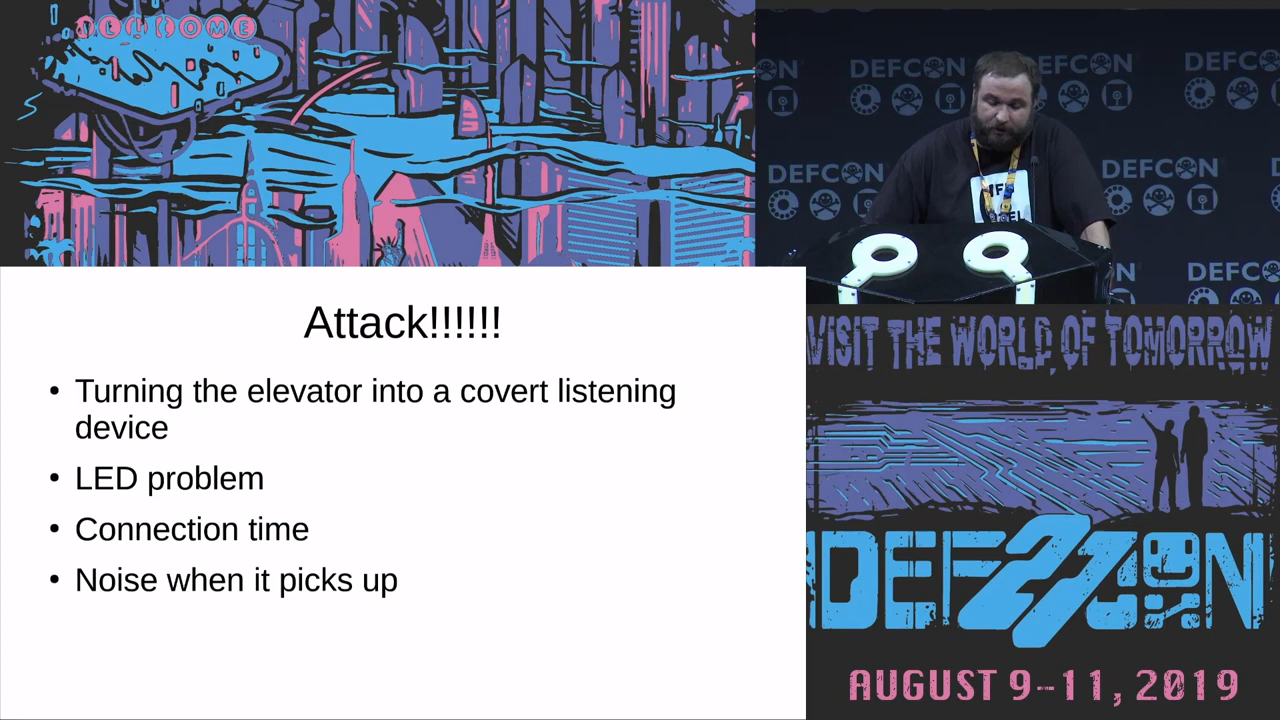 WELCOME
DEFCON
DEFCON
DEFCON
DEFCON
DEFCON
Attack!!!!!!
• Turning the elevator into a covert listening
device
• LED problem
• Connection time
• Noise when it picks up
VISIT THE WORLD OF TOMORROW
DEF CON 27
AUGUST 9-11, 2019